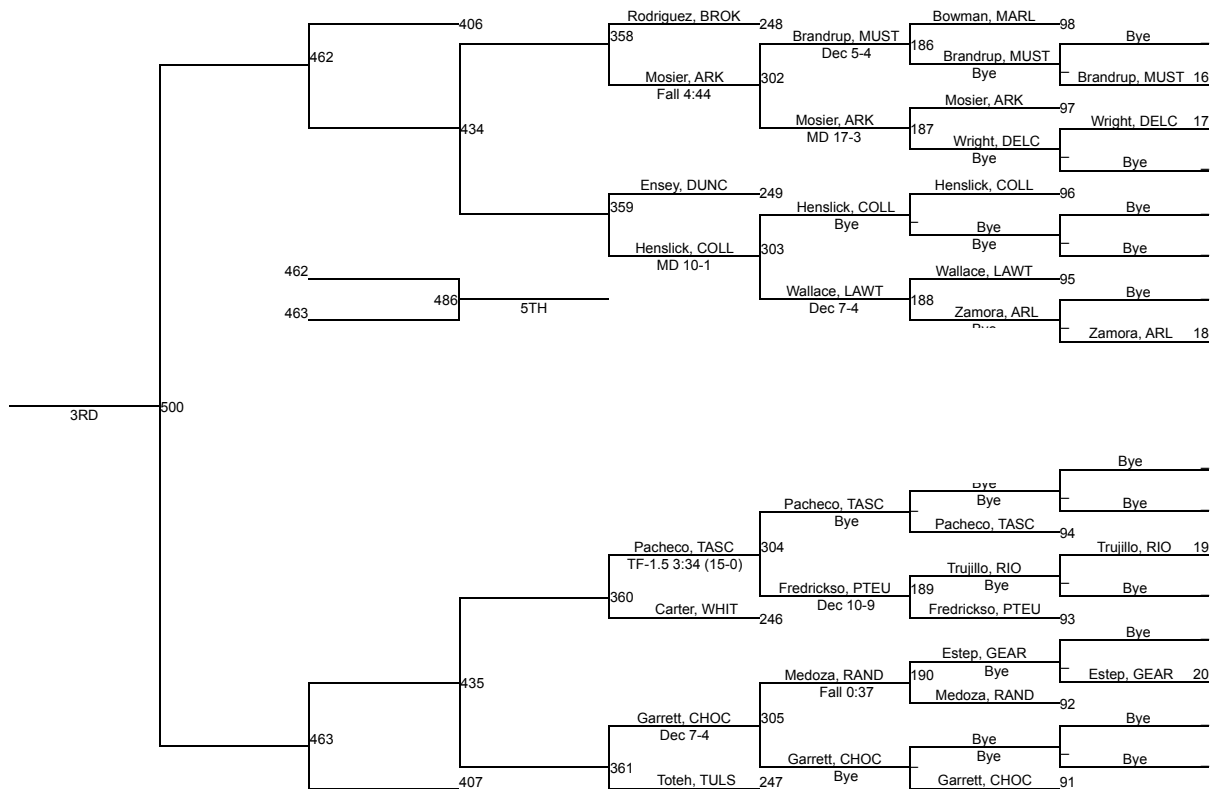 406 Rodriguez, BROK 248 Bowman, MARL 98
358 Brandrup, MUST Bye _
462 Dec 5-4 186 Brandrup, MUST
Mosier, ARK 302 Bye _ Brandrup, MUST 16
Fall 4:44 Mosier, ARK 97
434 Mosier, ARK 187 Wright, DELC 17
MD 17-3 Wright, DELC
Bye _ Bye _
Ensey, DUNC 249 Henslick, COLL 96
359 Henslick, COLL Bye _
Bye _ Bye
Henslick, COLL 303 Bye _ Bye _
MD 10-1
462 Wallace, LAWT 95
486 5TH Wallace, LAWT 188 Bye _
463 Dec 7-4 Zamora, ARL
Bye _ Zamora, ARL 18
3RD 500
Bye _
Bye
Pacheco, TASC Bye _ Bye _
Bye _ Pacheco, TASC 94
Pacheco, TASC 304 Trujillo, RIO 19
TF-1.5 3:34 (15-0) Trujillo, RIO
360 Fredrickso, PTEU 189 Bye _ Bye _
Carter, WHIT 246 Dec 10-9 Fredrickso, PTEU 93
Bye _
Estep, GEAR
435 Medoza, RAND 190 Bye _ Estep, GEAR 20
Fall 0:37 Medoza, RAND 92
Garrett, CHOC 305 Bye _
463 Dec 7-4 Bye
361 Garrett, CHOC _ Bye _ Bye _
407 Toteh, TULS 247 Bye Garrett, CHOC 91